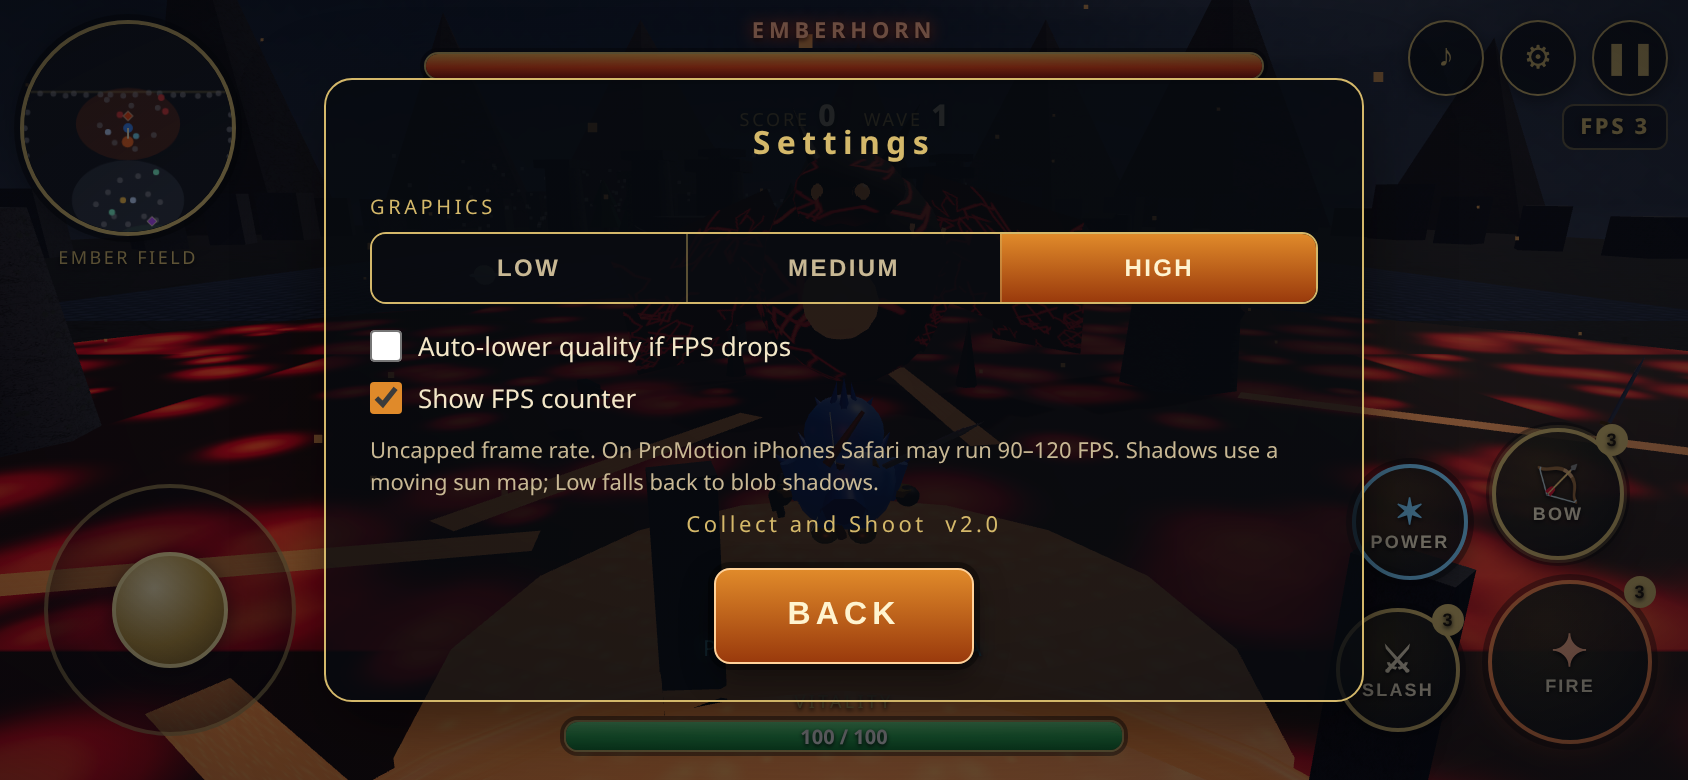 EMBERHORN
SCORE 0 WAVE 1
FPS 3
Settings
EMBER FIELD
GRAPHICS
LOW
MEDIUM
HIGH
Auto-lower quality if FPS drops
Show FPS counter
Uncapped frame rate. On ProMotion iPhones Safari may run 90–120 FPS. Shadows use a
moving sun map; Low falls back to blob shadows.
Collect and Shoot v2.0
BACK
3
BOW
POWER
3
SLASH
3
FIRE
VITALITY
100 / 100